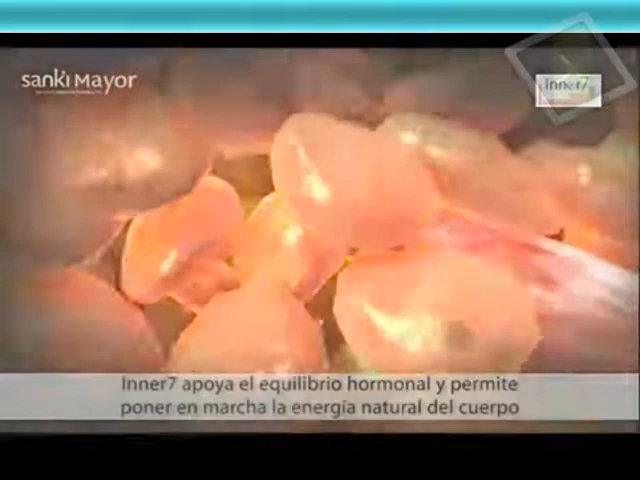 sanki Mayor
Inner7
Inner7 apoya el equilibrio hormonal y permite
poner en marcha la energía natural del cuerpo